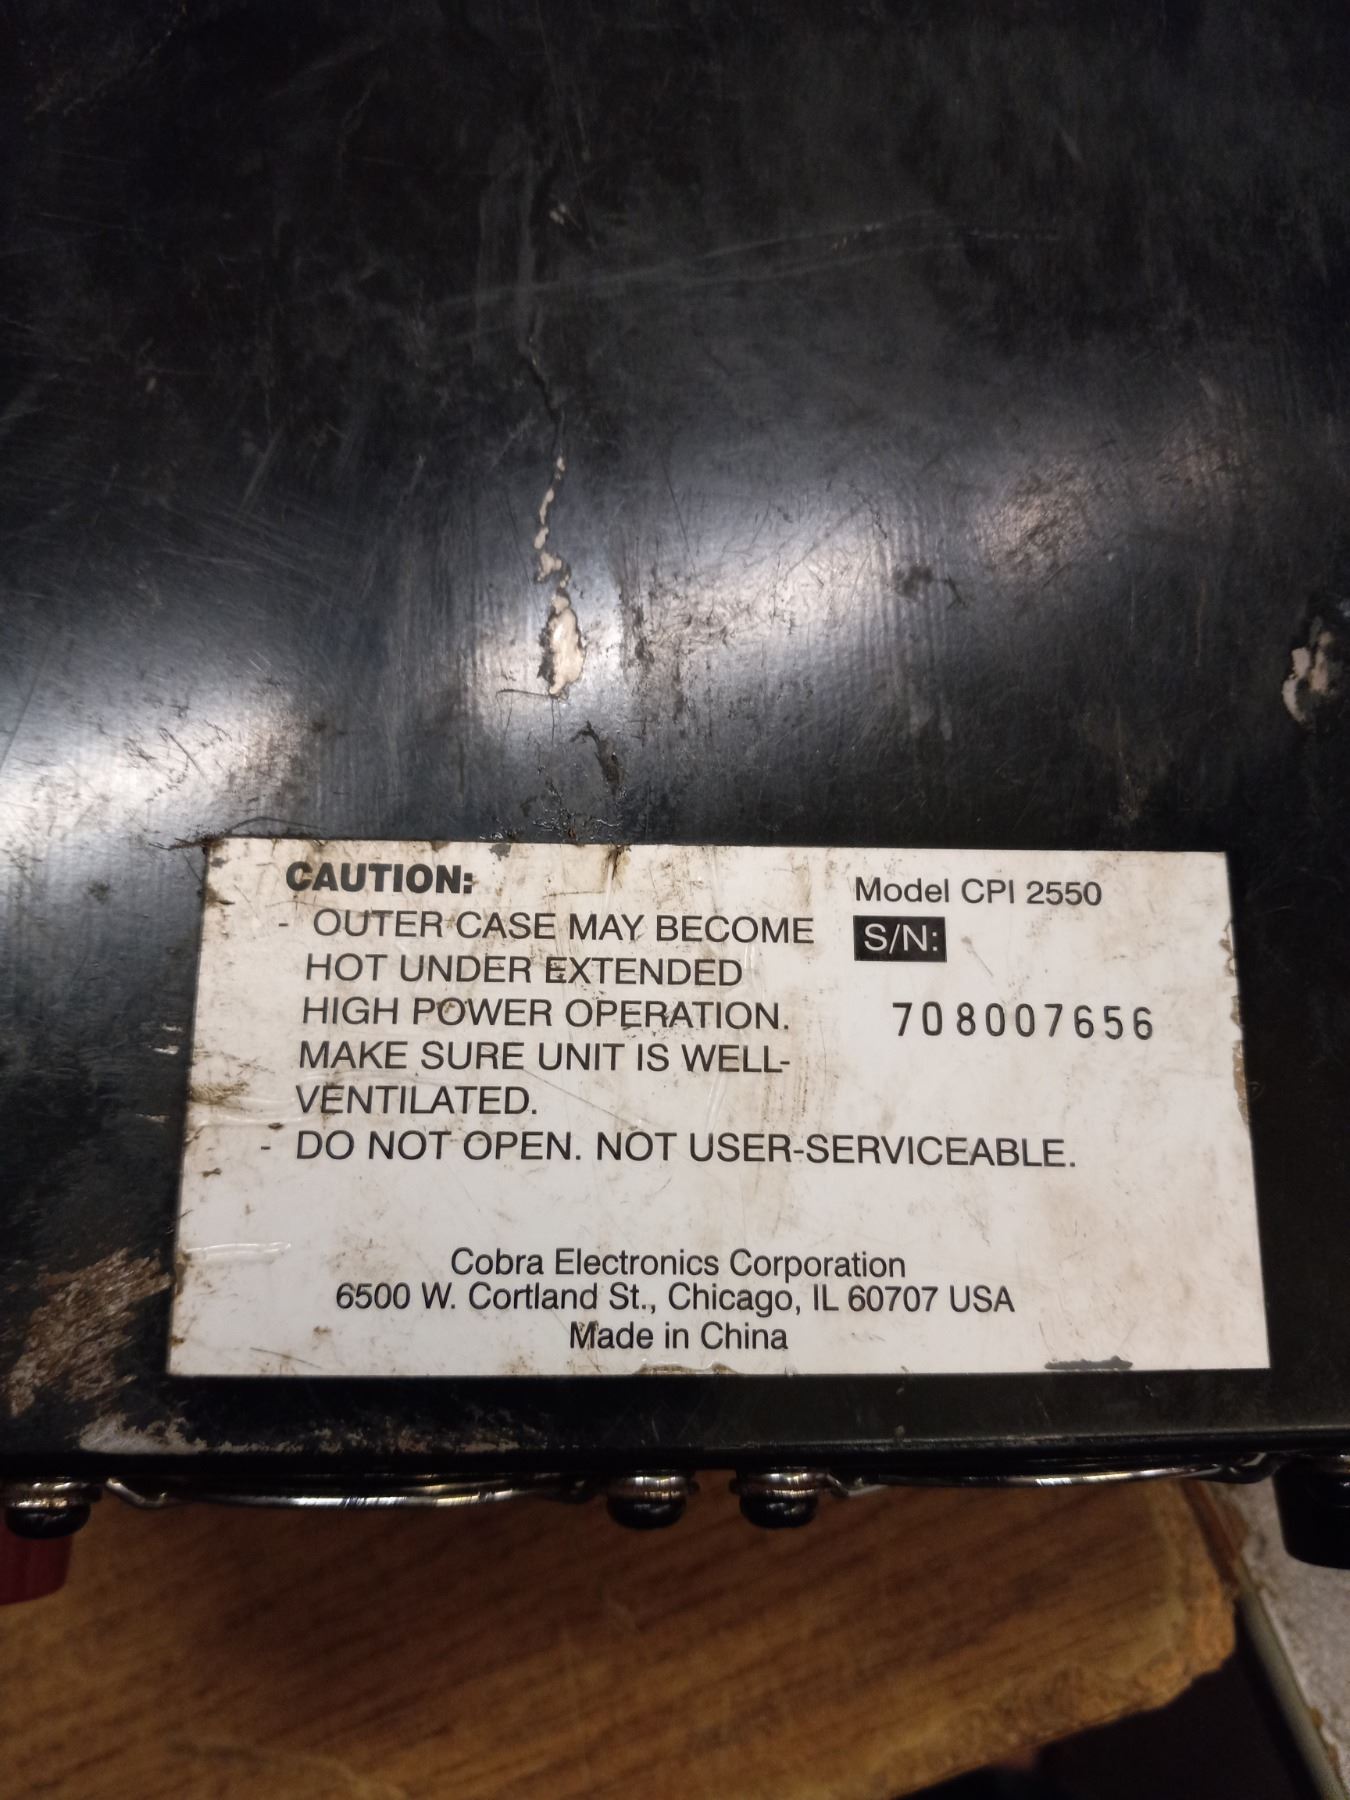 CAUTION:
- OUTER CASE MAY BECOME
HOT UNDER EXTENDED
HIGH POWER OPERATION.
MAKE SURE UNIT IS WELL-
VENTILATED.
- DO NOT OPEN. NOT USER-SERVICEABLE.
Model CPI 2550
S/N:
708007656
Cobra Electronics Corporation
6500 W. Cortland St., Chicago, IL 60707 USA
Made in China